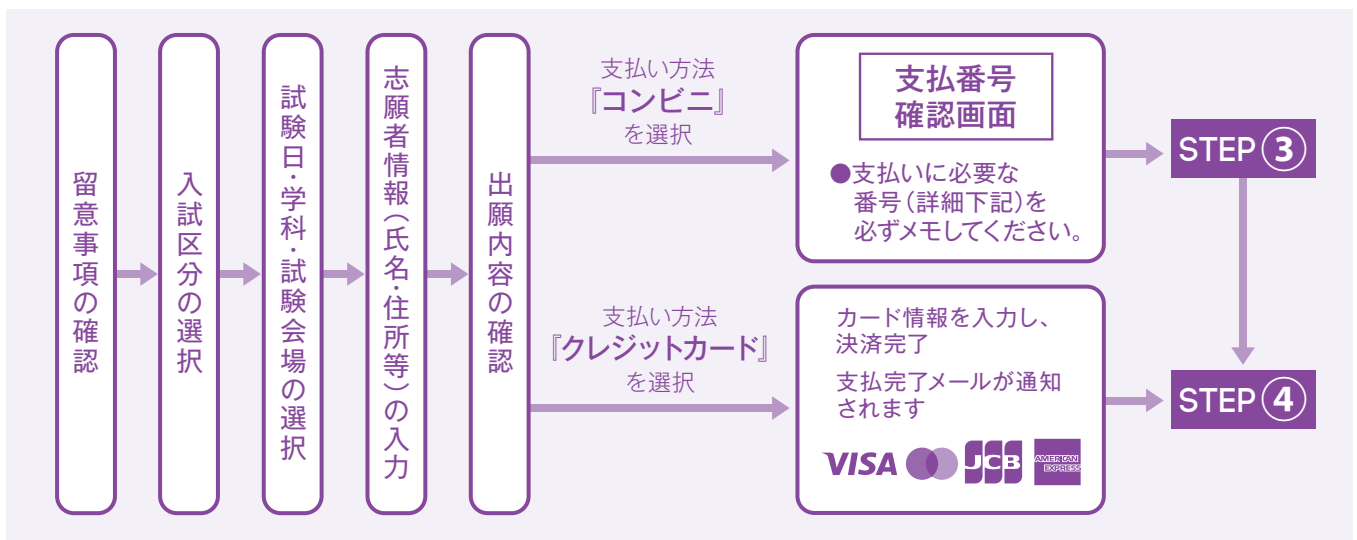 留意事項の確認
入試区分の選択
試験日・学科・試験会場の選択
志願者情報（氏名・住所等）の入力
出願内容の確認
支払い方法
『コンビニ』
を選択
支払番号
確認画面
●支払いに必要な
番号（詳細下記）を
必ずメモしてください。
STEP③
支払い方法
『クレジットカード』
を選択
カード情報を入力し、
決済完了
支払完了メールが通知
されます
VISA
JCB
AMERICAN
EXPRESS
STEP④